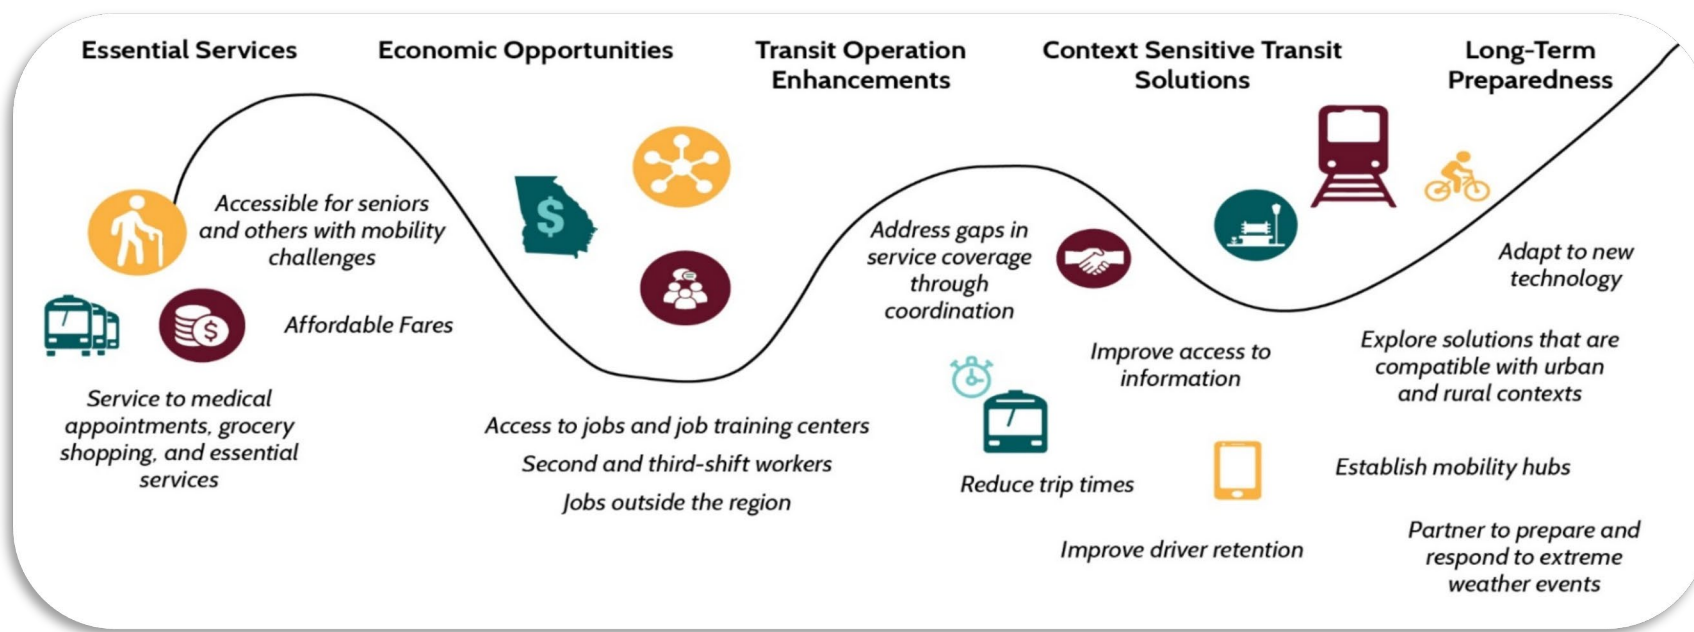 Essential Services
Economic Opportunities
Transit Operation
Enhancements
Context Sensitive Transit
Solutions
Long-Term
Preparedness
Accessible for seniors
and others with mobility
challenges
Affordable Fares
Service to medical
appointments, grocery
shopping, and essential
services
$
$
Access to jobs and job training centers
Second and third-shift workers
Jobs outside the region
Address gaps in
service coverage
through
coordination
Reduce trip times
Improve access to
information
Improve driver retention
Adapt to new
technology
Explore solutions that are
compatible with urban
and rural contexts
Establish mobility hubs
Partner to prepare and
respond to extreme
weather events